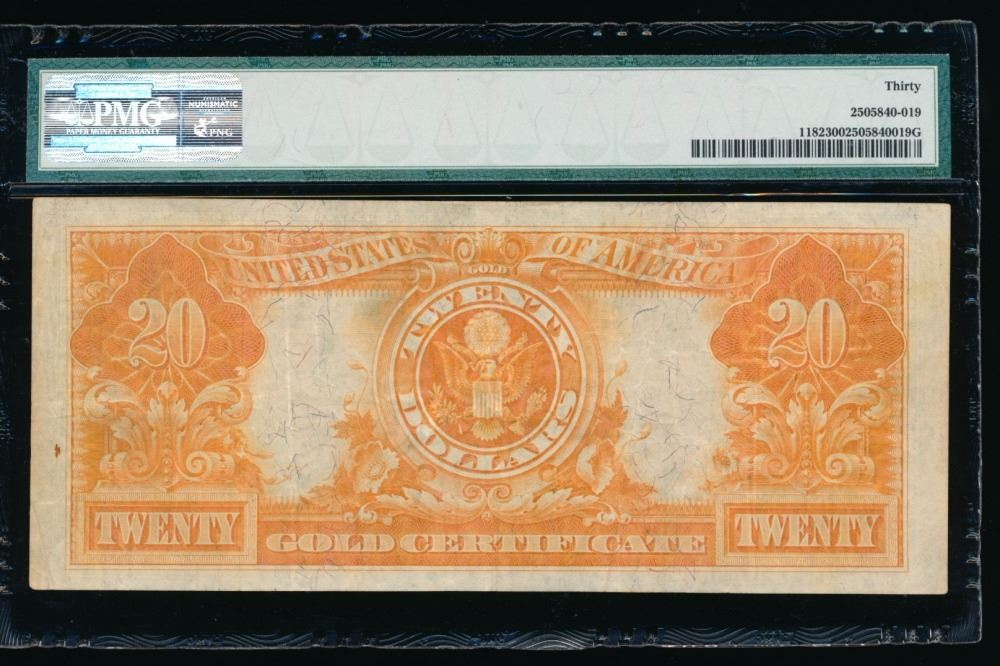 PMG
PAPER MONEY GUARANTY
NUMISMATIC
PNG
Thirty
2505840-019
11823002505840019G
UNITED STATES OF AMERICA
GOLD
20
20
TWENTY
DOLLARS
TWENTY
GOLD CERTIFICATE
TWENTY